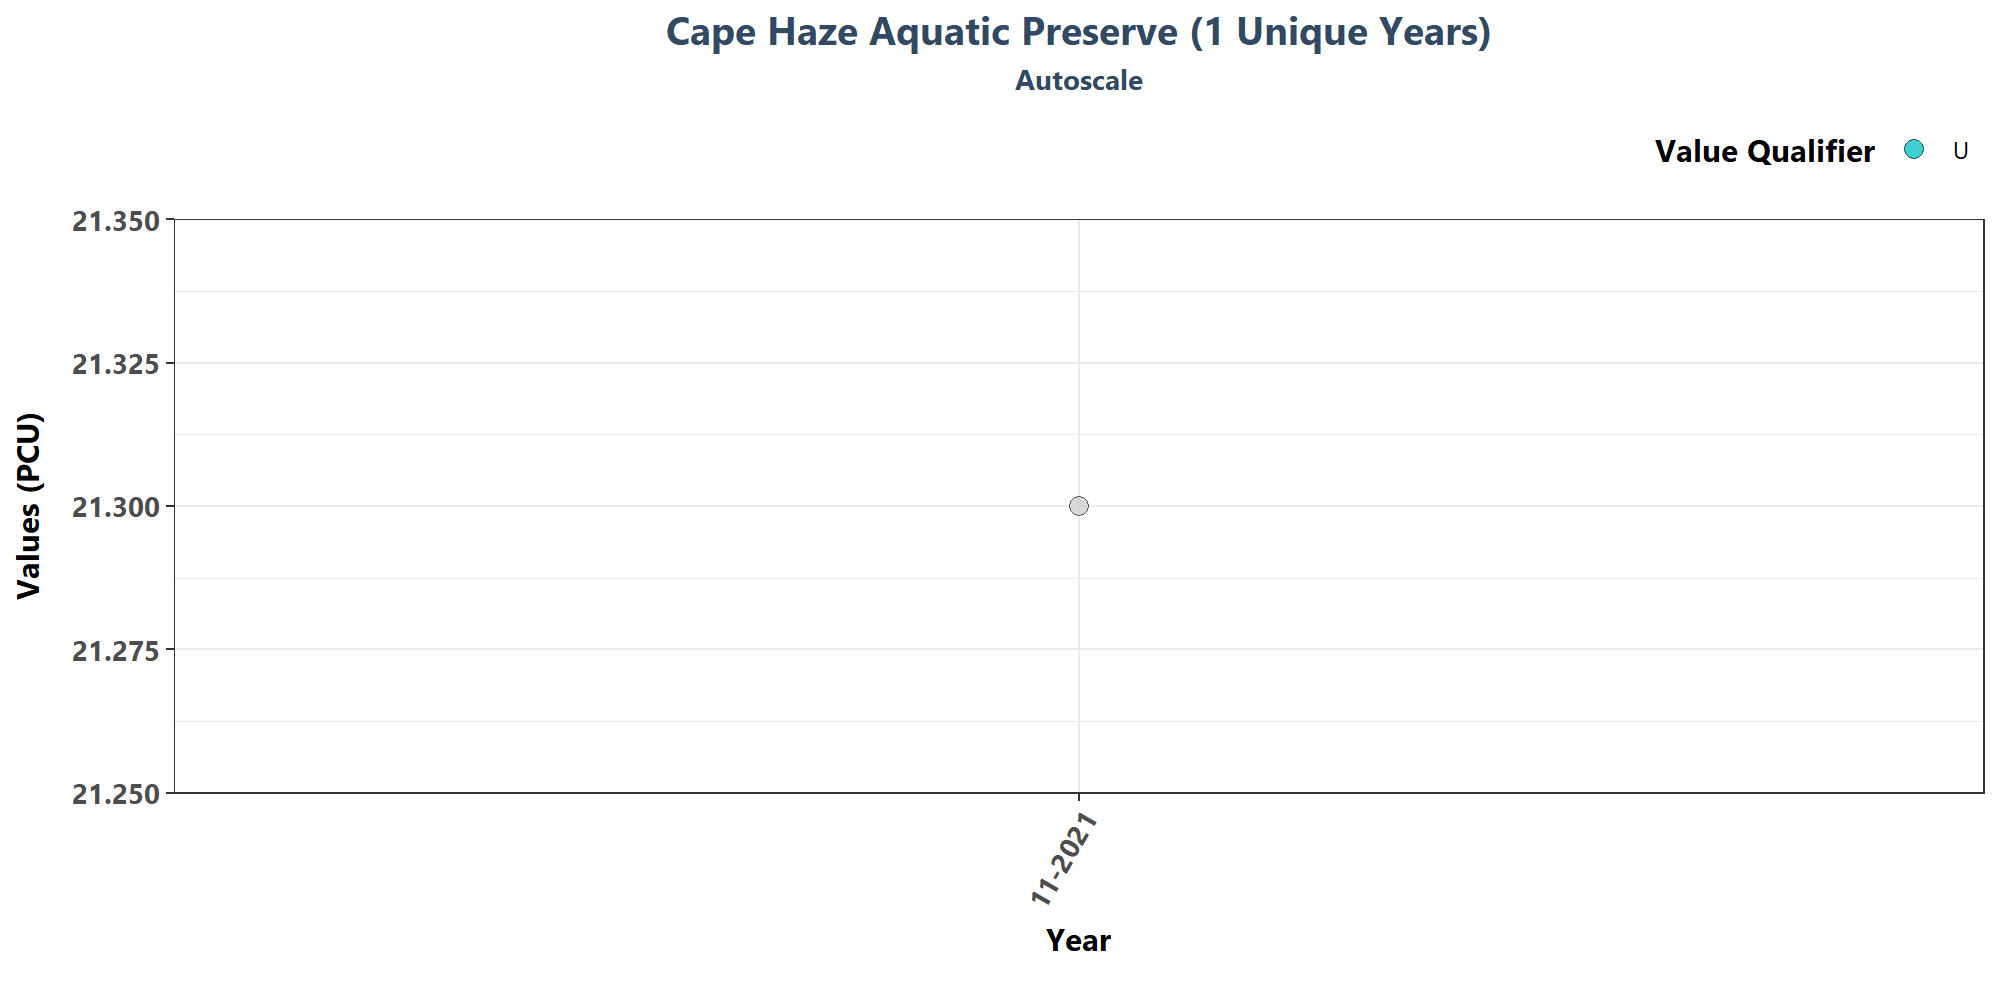 Cape Haze Aquatic Preserve (1 Unique Years)
Autoscale
Value Qualifier U
21.350
21.325
21.300
21.275
21.250
Values (PCU)
11-2021
Year